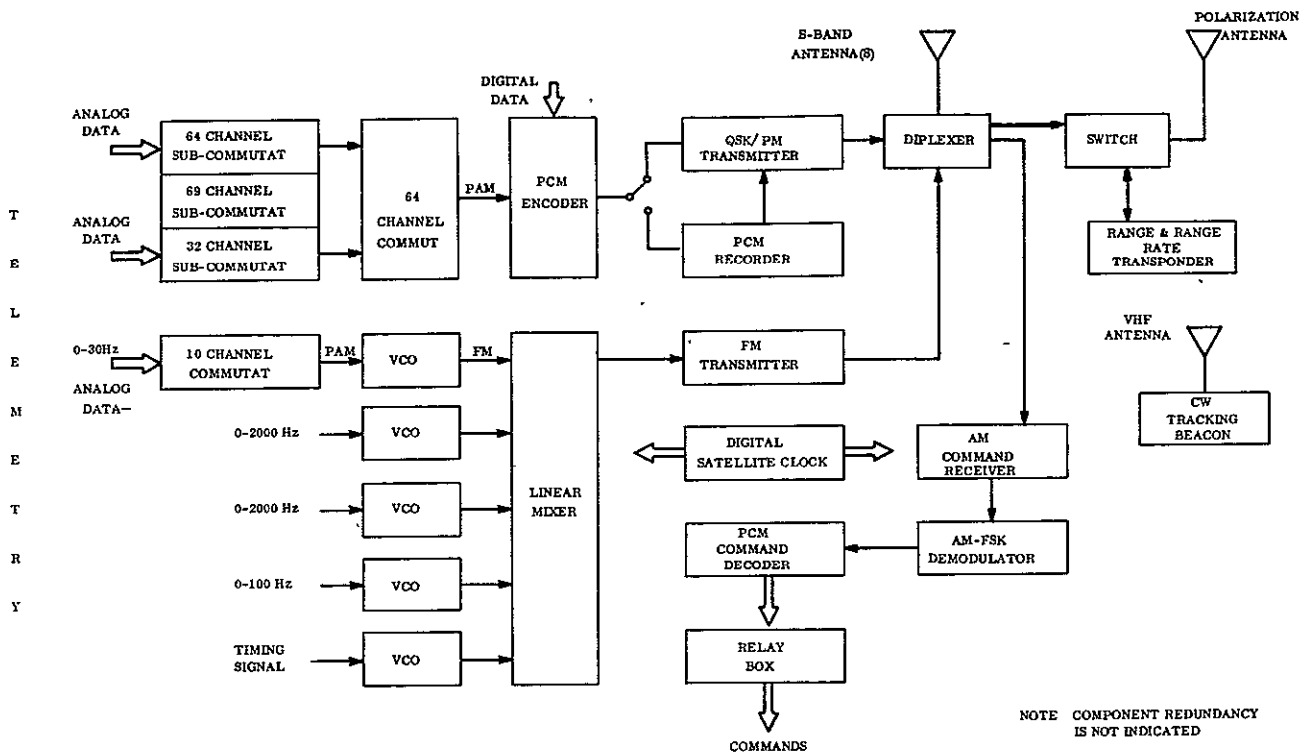 POLARIZATION
ANTENNA
S-BAND
ANTENNA(S)
DIGITAL
DATA
ANALOG
DATA
64 CHANNEL
SUB-COMMUTAT
69 CHANNEL
SUB-COMMUTAT
ANALOG
DATA
32 CHANNEL
SUB-COMMUTAT
64
CHANNEL
COMMUT
PAM
PCM
ENCODER
QSK/PM
TRANSMITTER
PCM
RECORDER
DIPLEXER
SWITCH
RANGE & RANGE
RATE
TRANSPONDER
VHF
ANTENNA
CW
TRACKING
BEACON
TELEMETRY
0-30Hz
ANALOG
DATA—
10 CHANNEL
COMMUTAT
PAM
VCO
FM
0-2000 Hz
VCO
0-2000 Hz
VCO
0-100 Hz
VCO
TIMING
SIGNAL
VCO
LINEAR
MIXER
FM
TRANSMITTER
DIGITAL
SATELLITE CLOCK
AM
COMMAND
RECEIVER
AM-FSK
DEMODULATOR
PCM
COMMAND
DECODER
RELAY
BOX
COMMANDS
NOTE COMPONENT REDUNDANCY
IS NOT INDICATED